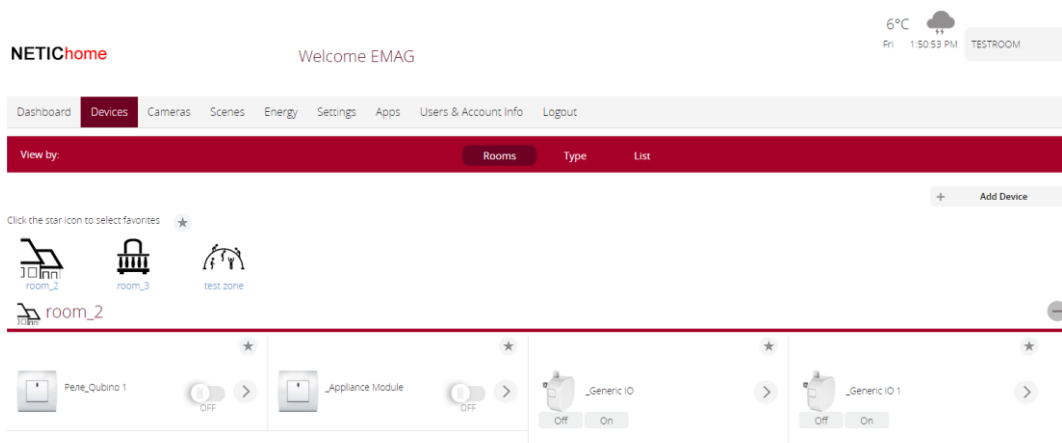 6°C
NETIChome
Welcome EMAG
Fri 1:50:53 PM TESTROOM
Dashboard Devices Cameras Scenes Energy Settings Apps Users & Account Info Logout
View by: Rooms Type List
+ Add Device
Click the star icon to select favorites
room_2 room_3 test zone
room_2
Реле_Qubino 1 OFF
_Appliance Module OFF
_Generic IO
Off On
_Generic IO 1
Off On